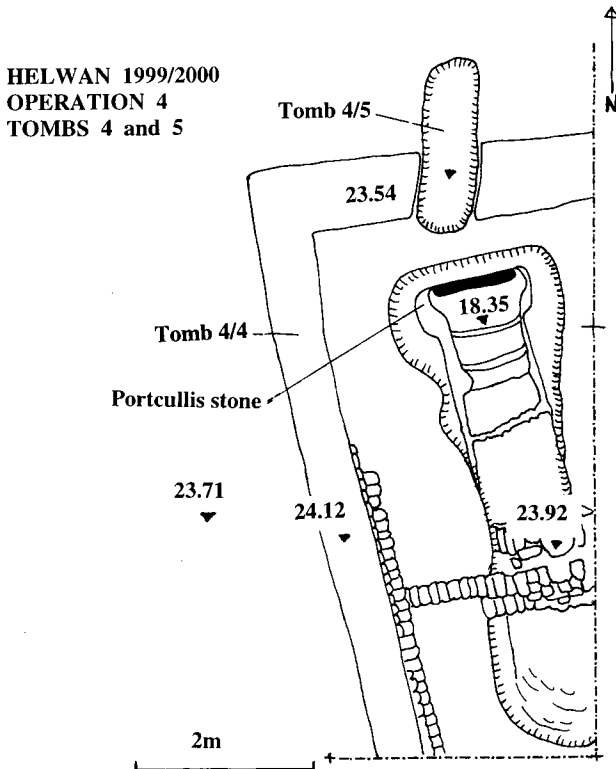 HELWAN 1999/2000
OPERATION 4
TOMBS 4 and 5
N
Tomb 4/5
23.54
18.35
Tomb 4/4
Portcullis stone
23.71
24.12
23.92
2m